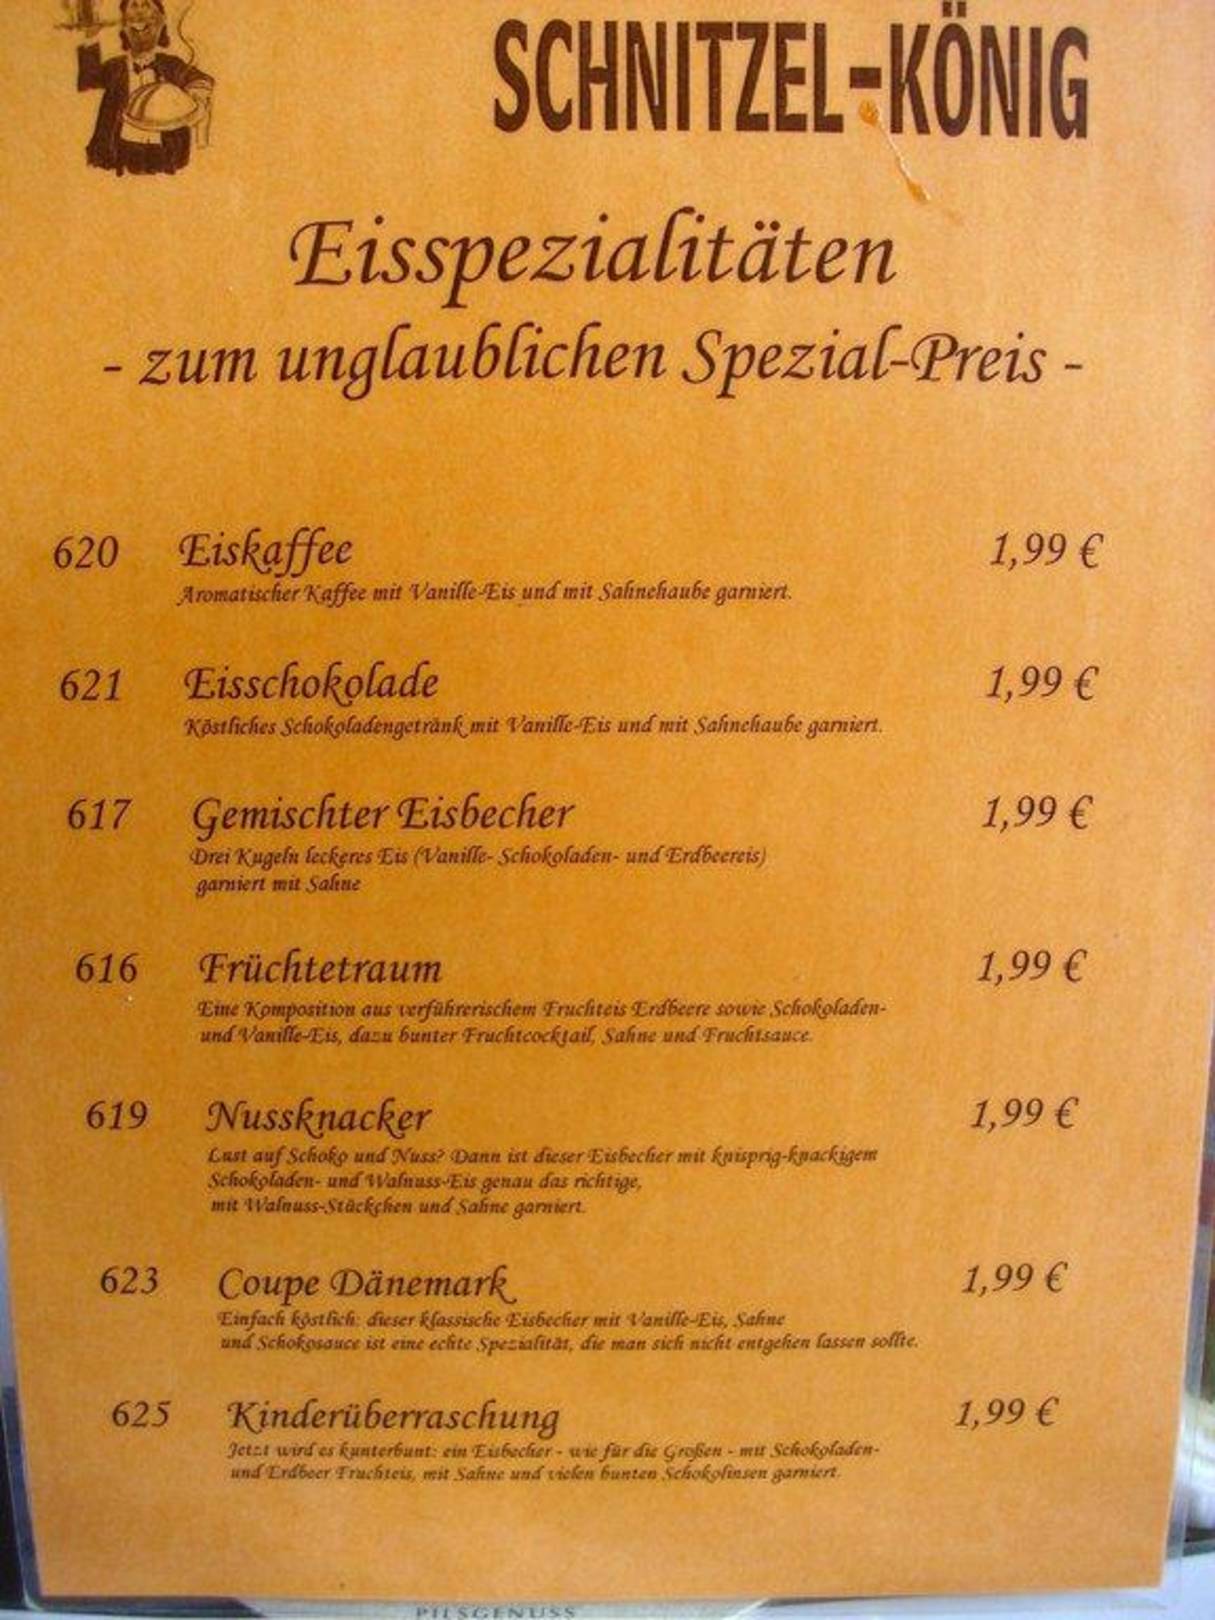 SCHNITZEL-KÖNIG
Eisspezialitäten
- zum unglaublichen Spezial-Preis -
620 Eiskaffee 1,99 €
Aromatischer Kaffee mit Vanille-Eis und mit Sahnehaube garniert.
621 Eisschokolade 1,99 €
Köstliches Schokoladengetränk mit Vanille-Eis und mit Sahnehaube garniert.
617 Gemischter Eisbecher 1,99 €
Drei Kugeln leckeres Eis (Vanille- Schokoladen- und Erdbeereis)
garniert mit Sahne
616 Früchtetraum 1,99 €
Eine Komposition aus verführerischem Fruchteis Erdbeere sowie Schokoladen-
und Vanille-Eis, dazu bunter Fruchtcocktail, Sahne und Fruchtsauce.
619 Nussknacker 1,99 €
Lust auf Schoko und Nuss? Dann ist dieser Eisbecher mit knisprig-knackigem
Schokoladen- und Walnuss-Eis genau das richtige,
mit Walnuss-Stückchen und Sahne garniert.
623 Coupe Dänemark 1,99 €
Einfach köstlich: dieser klassische Eisbecher mit Vanille-Eis, Sahne
und Schokosauce ist eine echte Spezialität, die man sich nicht entgehen lassen sollte.
625 Kinderüberraschung 1,99 €
Jetzt wird es kunterbunt: ein Eisbecher - wie für die Großen - mit Schokoladen-
und Erdbeer Fruchteis, mit Sahne und vielen bunten Schokolinsen garniert.
PILSGENUSS